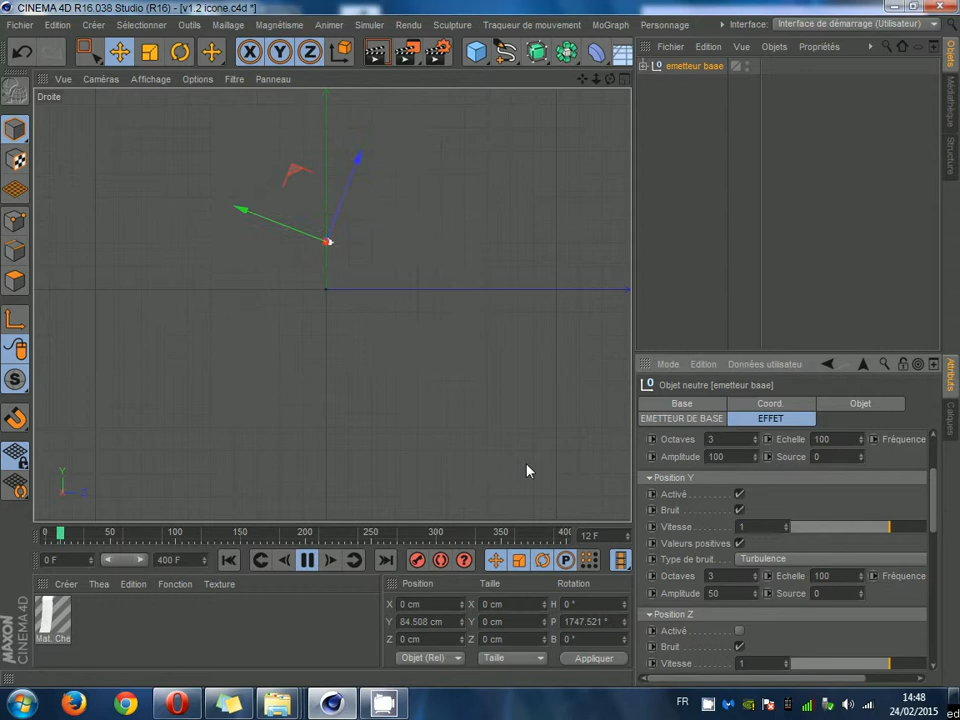 CINEMA 4D R16.038 Studio (R16) - [v1.2 icone.c4d *]
Fichier Edition Créer Sélectionner Outils Maillage Magnétisme Animer Simuler Rendu Sculpture Traqueur de mouvement MoGraph Personnage Interface: Interface de démarrage (Utilisateur)
X Y Z
Fichier Edition Vue Objets Propriétés
Objets
emetteur baae
Médiathèque
Structure
Vue Caméras Affichage Options Filtre Panneau
Droite
Y
Z
Mode Edition Données utilisateu
Attributs
Calques
Objet neutre [emetteur baae]
Base Coord. Objet
EMETTEUR DE BASE EFFET
Octaves 3 Echelle 100 Fréquence
Amplitude 100 Source 0
Position Y
Activé
Bruit
Vitesse 1
Valeurs positives
Type de bruit Turbulence
Octaves 3 Echelle 100 Fréquence
Amplitude 50 Source 0
Position Z
Activé
Bruit
Vitesse 1
0 50 100 150 200 250 300 350 400 12 F
0 F 400 F
Créer Théa Edition Fonction Texture
Mat. Che
Position Taille Rotation
X 0 cm X 0 cm H 0 °
Y 84.508 cm Y 0 cm P 1747.521 °
Z 0 cm Z 0 cm B 0 °
Objet (Rel) Taille Appliquer
MAXON CINEMA 4D
FR
14:48
24/02/2015